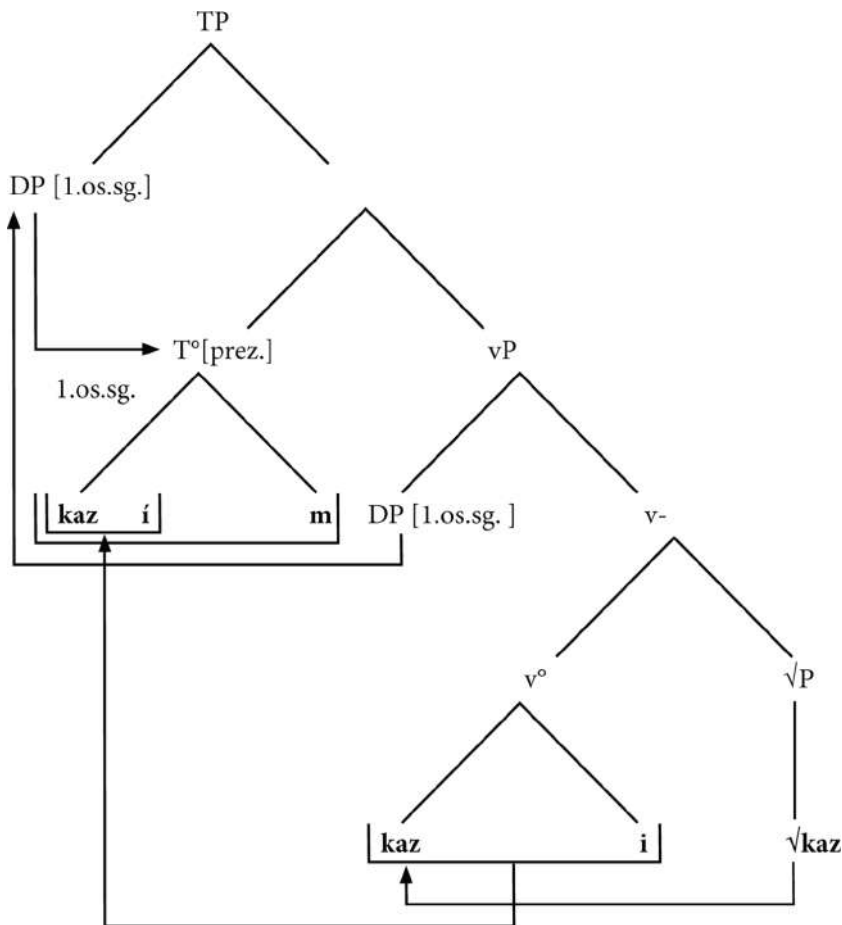 TP
DP [1.os.sg.]
T°[prez.] vP
1.os.sg.
kaz í m DP [1.os.sg. ] v-
v° √P
kaz i √kaz